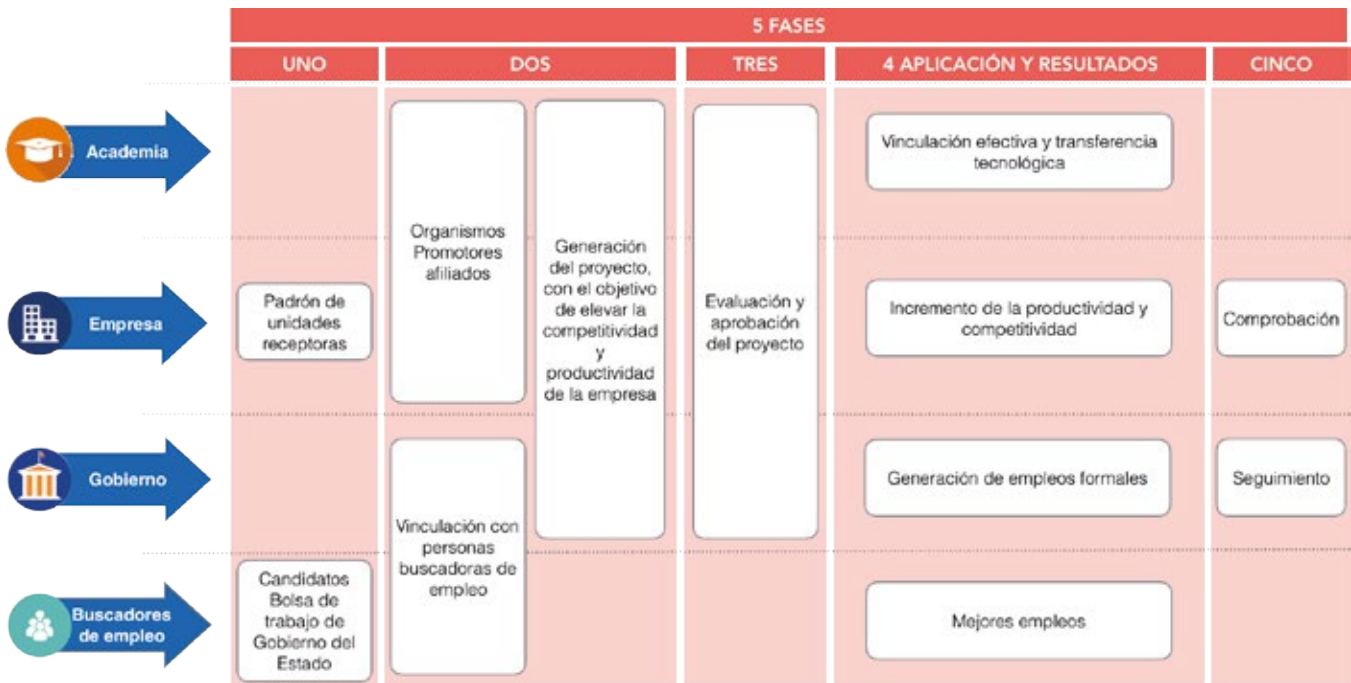 5 FASES
UNO
DOS
TRES
4 APLICACIÓN Y RESULTADOS
CINCO
Academia
Organismos
Promotores
afiliados
Generación
del proyecto,
con el objetivo
de elevar la
competitividad
y
productividad
de la empresa
Evaluación y
aprobación
del proyecto
Vinculación efectiva y transferencia
tecnológica
Empresa
Padrón de
unidades
receptoras
Incremento de la productividad y
competitividad
Comprobación
Gobierno
Vinculación con
personas
buscadoras de
empleo
Generación de empleos formales
Seguimiento
Buscadores
de empleo
Candidatos
Bolsa de
trabajo de
Gobierno del
Estado
Mejores empleos